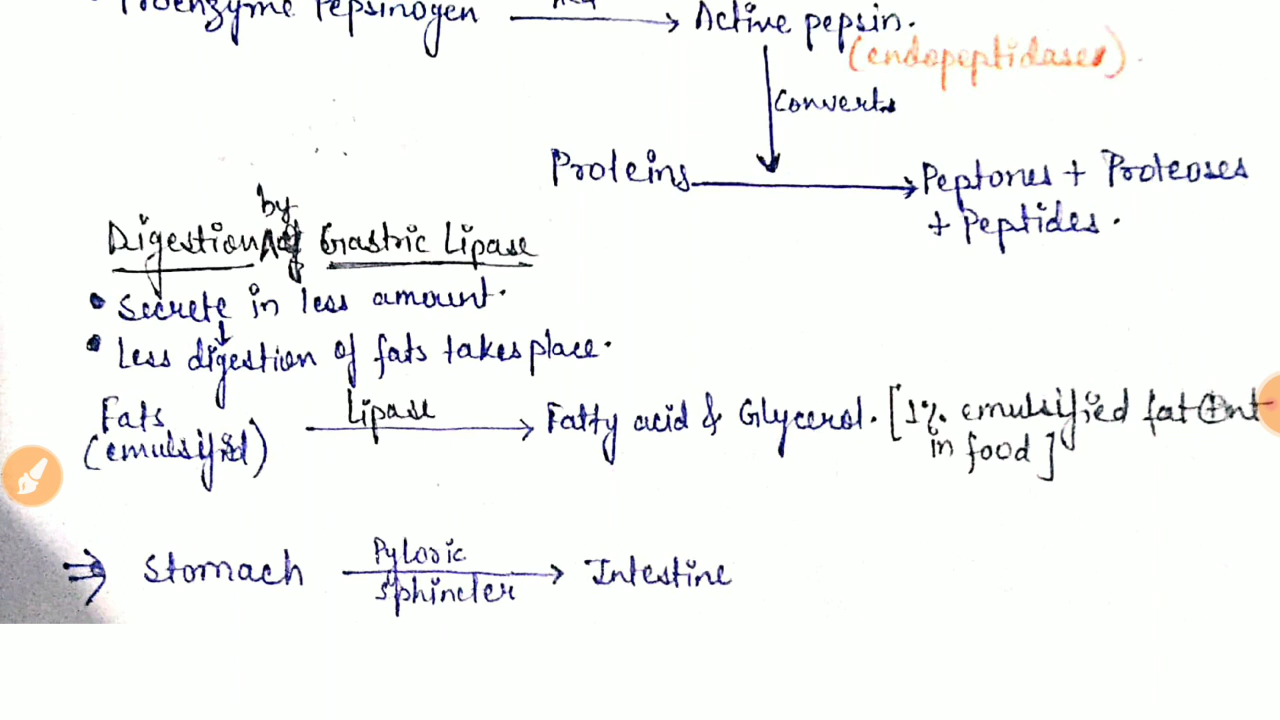 Proenzyme Pepsinogen → Active pepsin.
(endopeptidases).
Converts
Proteins → Peptones + Proteoses
+ Peptides.
by
Digestion Gastric Lipase
• Secrete in less amount.
• Less digestion of fats takes place.
Fats Lipase → Fatty acid & Glycerol. [1% emulsified fat
(emulsified) in food]
⇒ Stomach Pyloric → Intestine
sphincter